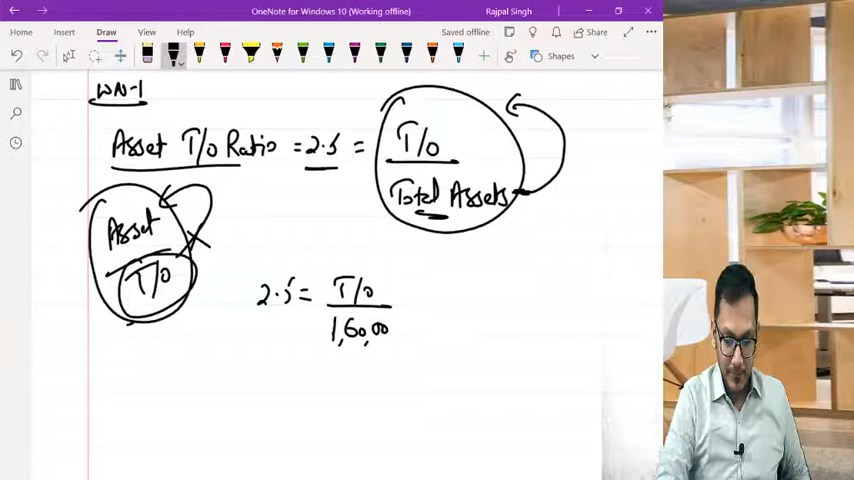 OneNote for Windows 10 (Working offline)
Rajpal Singh
Home Insert Draw View Help
Saved offline
Share
Shapes
WN-1
Asset T/O Ratio = 2.5 = T/O
Total Assets
Asset
T/O
2.5 = T/O
1,60,00